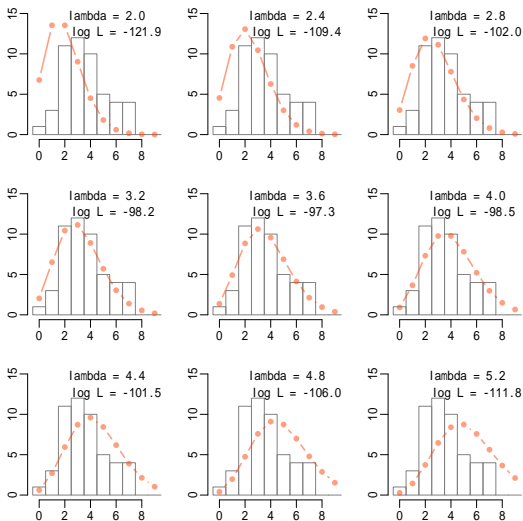 lambda = 2.0
log L = -121.9
15
10
5
0
0 2 4 6 8
lambda = 2.4
log L = -109.4
15
10
5
0
0 2 4 6 8
lambda = 2.8
log L = -102.0
15
10
5
0
0 2 4 6 8
lambda = 3.2
log L = -98.2
15
10
5
0
0 2 4 6 8
lambda = 3.6
log L = -97.3
15
10
5
0
0 2 4 6 8
lambda = 4.0
log L = -98.5
15
10
5
0
0 2 4 6 8
lambda = 4.4
log L = -101.5
15
10
5
0
0 2 4 6 8
lambda = 4.8
log L = -106.0
15
10
5
0
0 2 4 6 8
lambda = 5.2
log L = -111.8
15
10
5
0
0 2 4 6 8